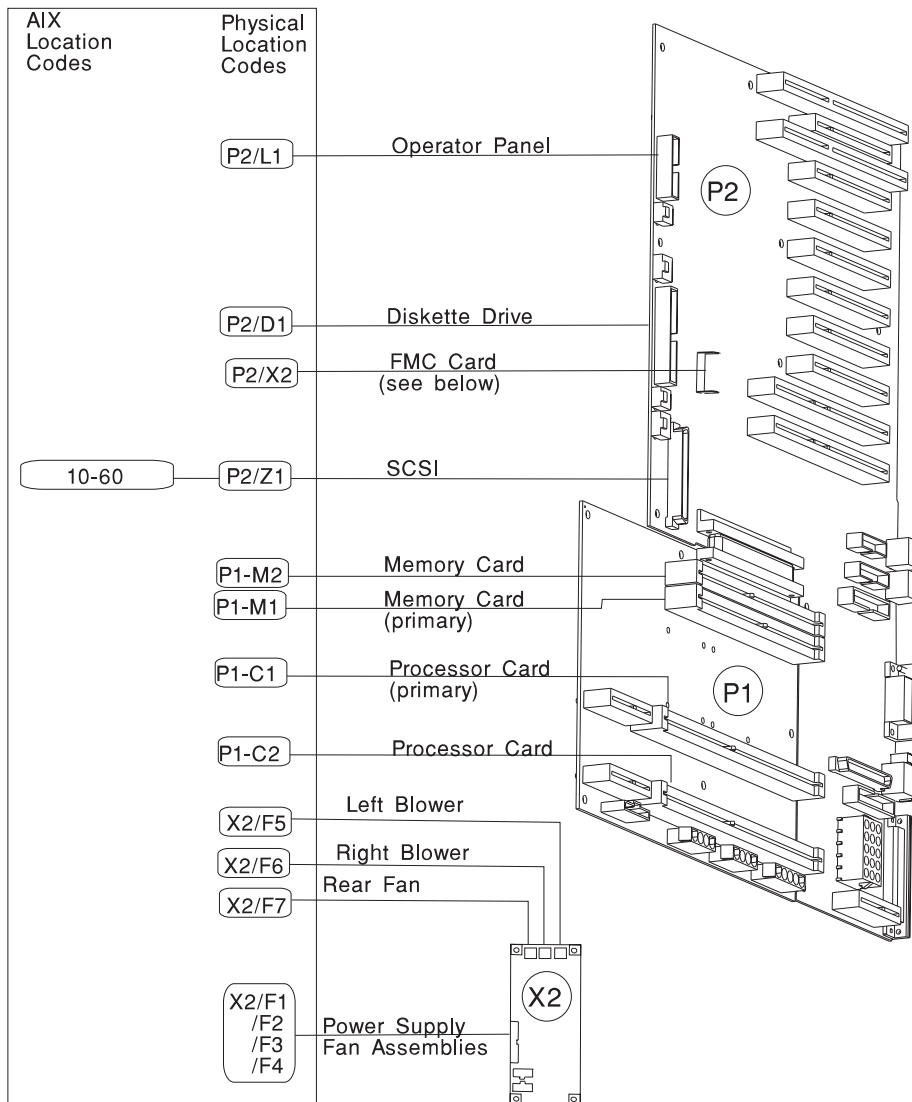 AIX
Location
Codes
Physical
Location
Codes
P2/L1
Operator Panel
P2
P2/D1
Diskette Drive
P2/X2
FMC Card
(see below)
10-60
P2/Z1
SCSI
P1-M2
Memory Card
P1-M1
Memory Card
(primary)
P1-C1
Processor Card
(primary)
P1
P1-C2
Processor Card
X2/F5
Left Blower
X2/F6
Right Blower
X2/F7
Rear Fan
X2
X2/F1
/F2
/F3
/F4
Power Supply
Fan Assemblies